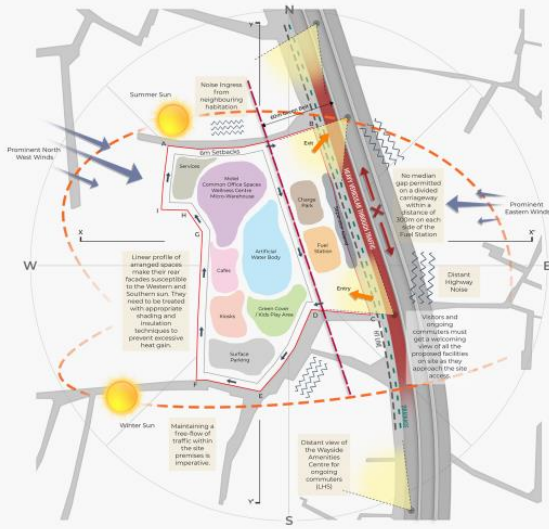 N
Y
Noise Ingress
from
neighbouring
habitation
Summer Sun
Prominent North
West Winds
A
6m Setbacks
B
Exit
Services
Motel
Common Office Spaces
Wellness Centre
Micro-Warehouse
Charge
Park
HEAVY VEHICULAR THROUGH TRAFFIC
No median
gap permitted
on a divided
carriageway
within a
distance of
300m on each
side of the
Fuel Station
Prominent
Eastern Winds
I
H
G
X
X'
Artificial
Water Body
Fuel
Station
W
E
Linear profile of
arranged spaces
make their rear
facades susceptible
to the Western and
Southern sun. They
need to be treated
with appropriate
shading and
Insulation
techniques to
prevent excessive
heat gain.
Cafes
Entry
Distant
Highway
Noise
Kiosks
Green Cover
/ Kids Play Area
D
C
Visitors and
ongoing
commuters must
get a welcoming
view of all the
proposed facilities
on site as they
approach the site
access.
Surface
Parking
F
E
Winter Sun
Maintaining a
free-flow of
traffic within
the site
premises is
imperative.
Distant view of
the Wayside
Amenities
Centre for
ongoing
commuters
(LHS)
Y'
S